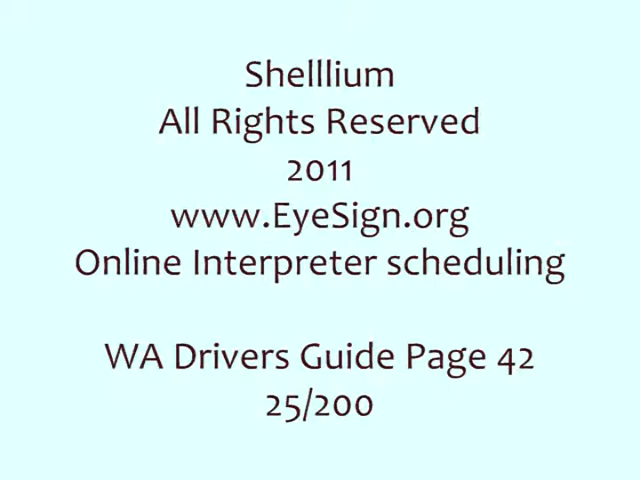 Shelllium
All Rights Reserved
2011
www.EyeSign.org
Online Interpreter scheduling
WA Drivers Guide Page 42
25/200